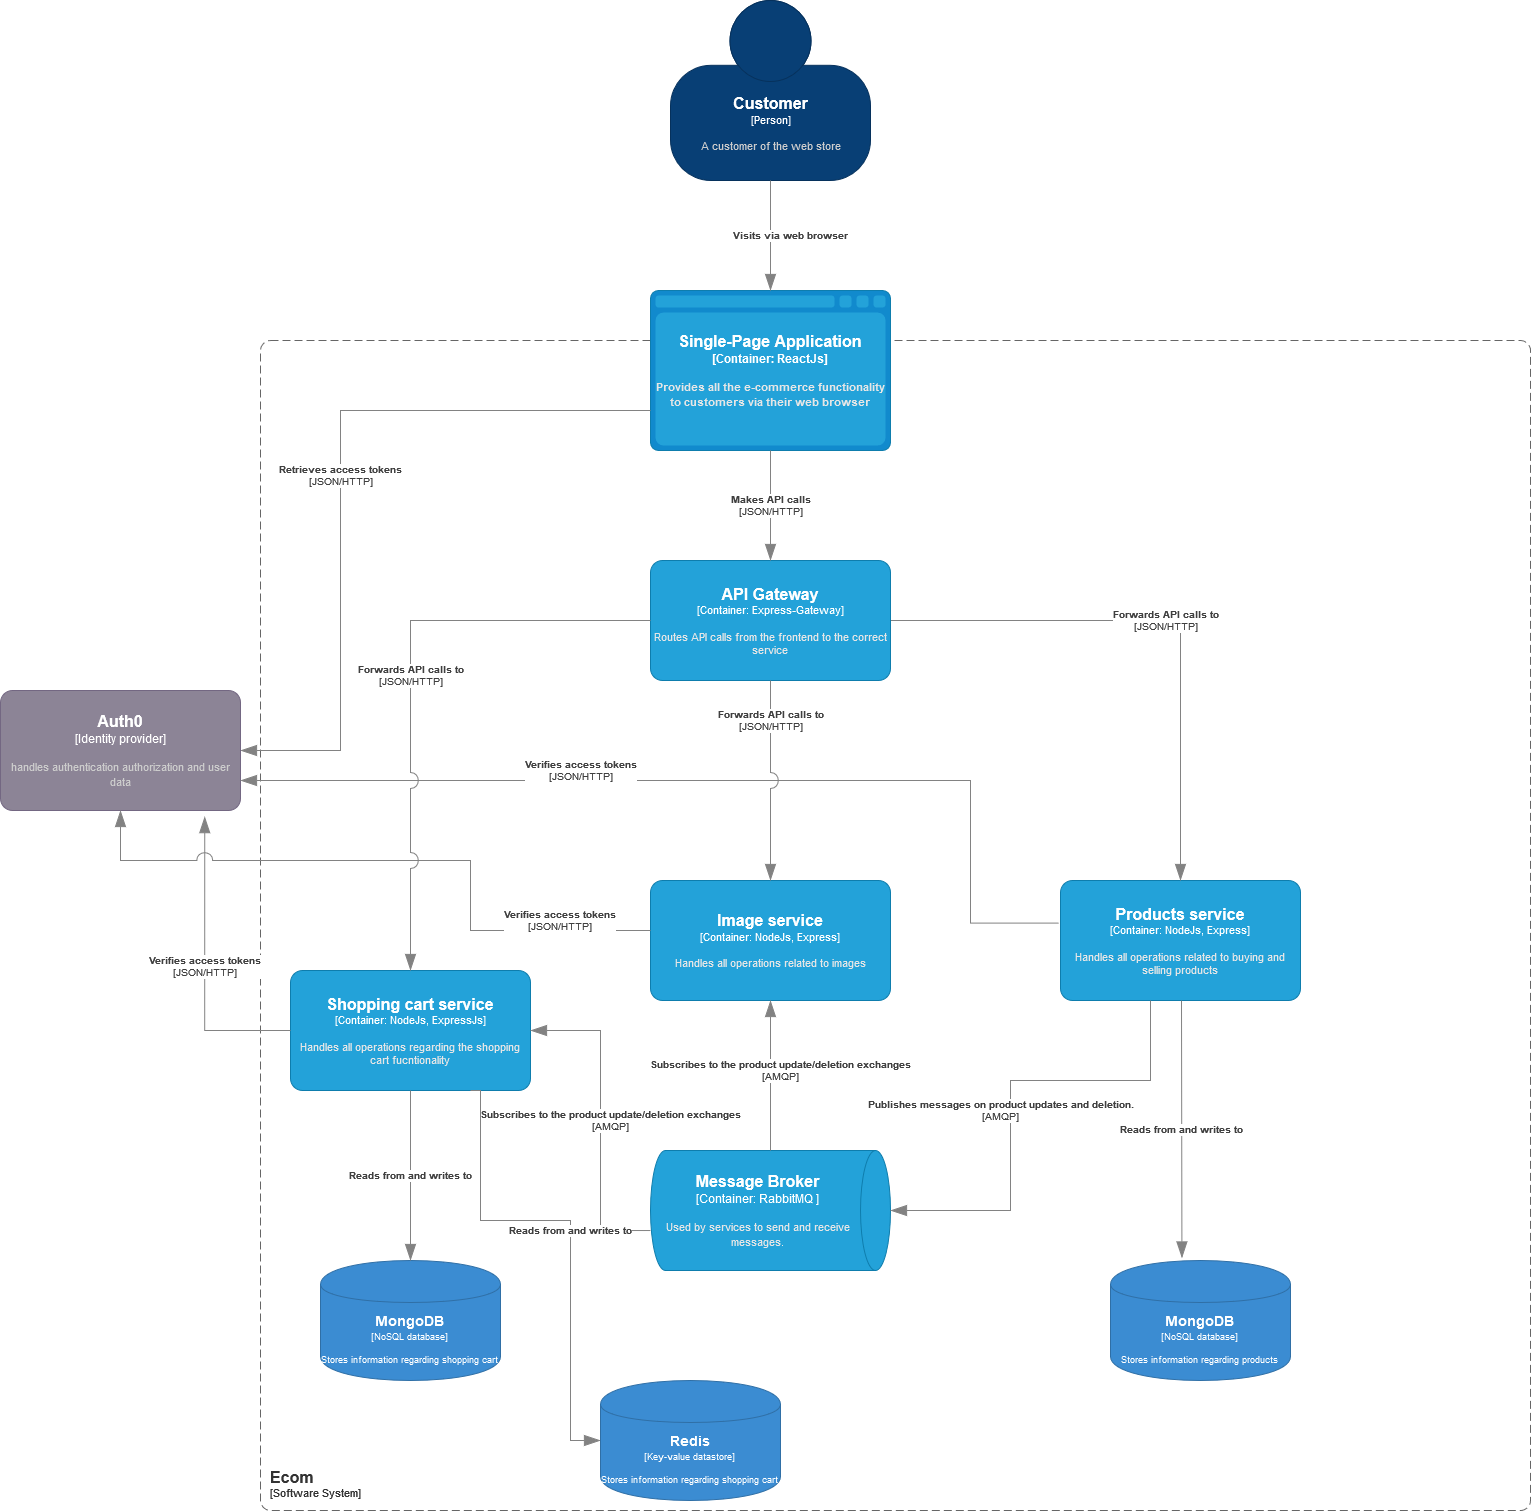 Customer
[Person]
A customer of the web store
Visits via web browser
Single-Page Application
[Container: ReactJs]
Provides all the e-commerce functionality
to customers via their web browser
Retrieves access tokens
[JSON/HTTP]
Makes API calls
[JSON/HTTP]
API Gateway
[Container: Express-Gateway]
Routes API calls from the frontend to the correct
service
Forwards API calls to
[JSON/HTTP]
Forwards API calls to
[JSON/HTTP]
Forwards API calls to
[JSON/HTTP]
Auth0
[Identity provider]
handles authentication authorization and user
data
Verifies access tokens
[JSON/HTTP]
Verifies access tokens
[JSON/HTTP]
Verifies access tokens
[JSON/HTTP]
Image service
[Container: NodeJs, Express]
Handles all operations related to images
Products service
[Container: NodeJs, Express]
Handles all operations related to buying and
selling products
Shopping cart service
[Container: NodeJs, ExpressJs]
Handles all operations regarding the shopping
cart fucntionality
Subscribes to the product update/deletion exchanges
[AMQP]
Subscribes to the product update/deletion exchanges
[AMQP]
Publishes messages on product updates and deletion.
[AMQP]
Reads from and writes to
Reads from and writes to
Message Broker
[Container: RabbitMQ ]
Used by services to send and receive
messages.
Reads from and writes to
MongoDB
[NoSQL database]
Stores information regarding shopping cart
MongoDB
[NoSQL database]
Stores information regarding products
Redis
[Key-value datastore]
Stores information regarding shopping cart
Ecom
[Software System]